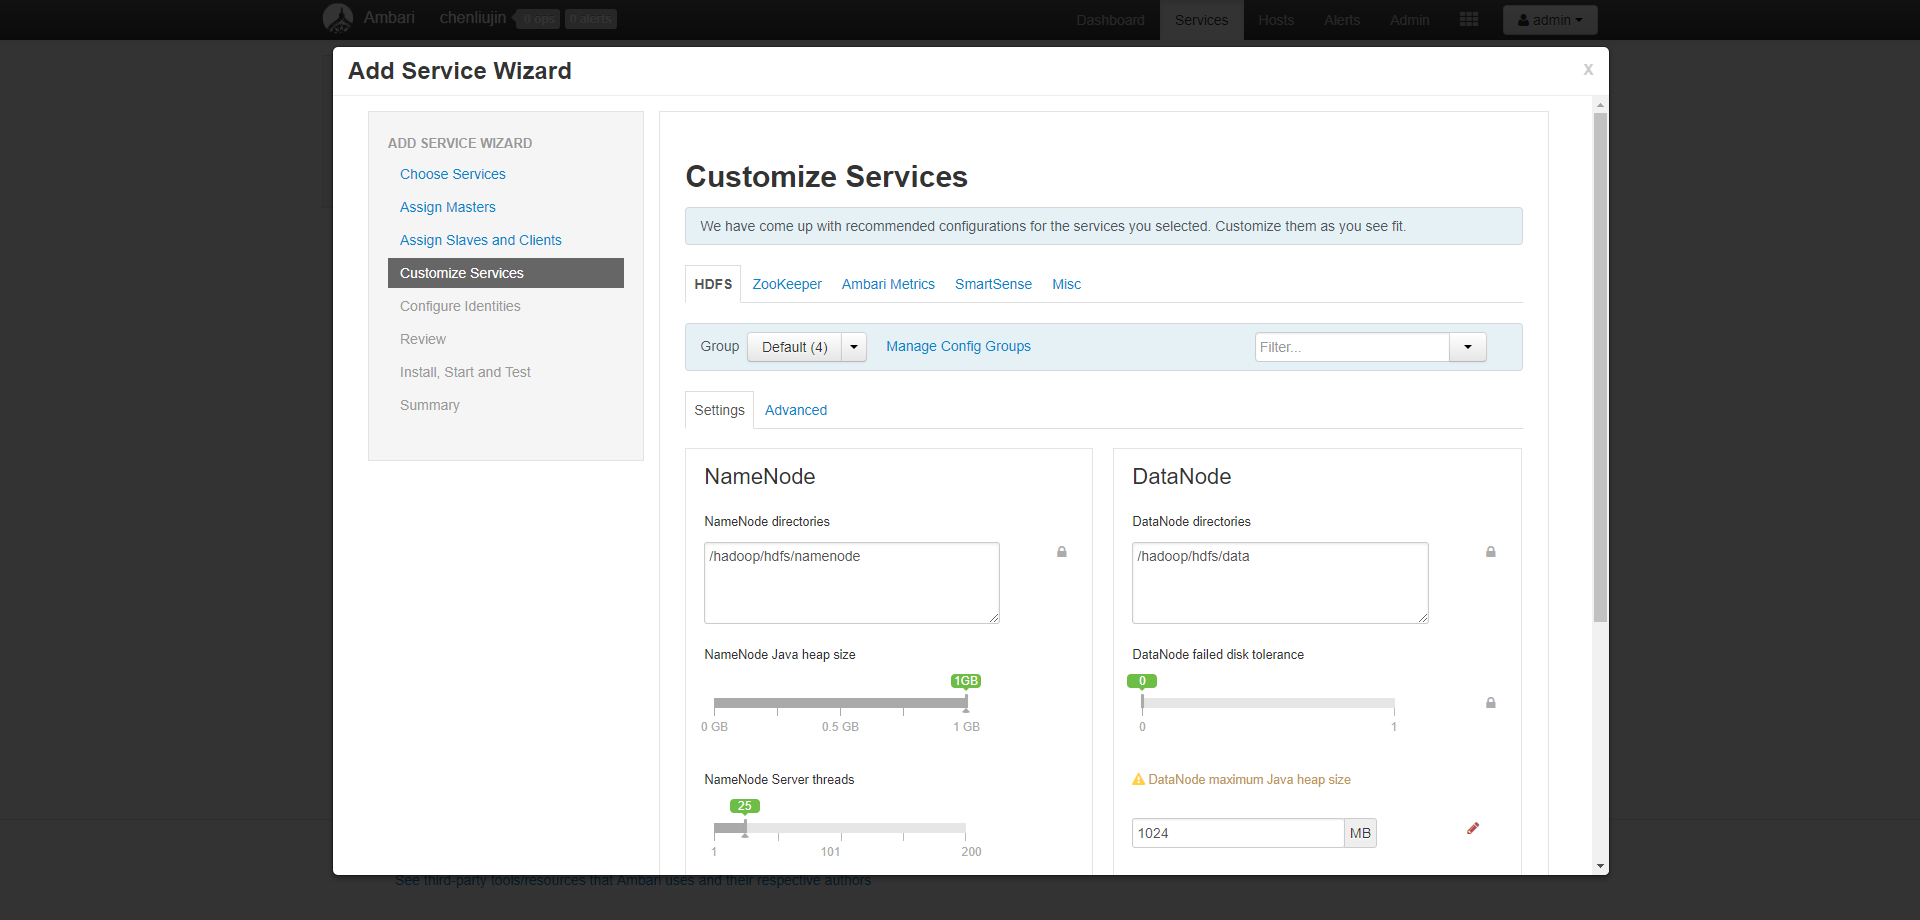 Ambari chenliujin 0 ops 0 alerts Dashboard Services Hosts Alerts Admin admin
Add Service Wizard X
ADD SERVICE WIZARD
Choose Services
Assign Masters
Assign Slaves and Clients
Customize Services
Configure Identities
Review
Install, Start and Test
Summary
Customize Services
We have come up with recommended configurations for the services you selected. Customize them as you see fit.
HDFS ZooKeeper Ambari Metrics SmartSense Misc
Group Default (4) Manage Config Groups Filter...
Settings Advanced
NameNode
NameNode directories
/hadoop/hdfs/namenode
NameNode Java heap size
1GB
0 GB 0.5 GB 1 GB
NameNode Server threads
25
1 101 200
DataNode
DataNode directories
/hadoop/hdfs/data
DataNode failed disk tolerance
0
0 1
DataNode maximum Java heap size
1024 MB
See third-party tools/resources that Ambari uses and their respective authors